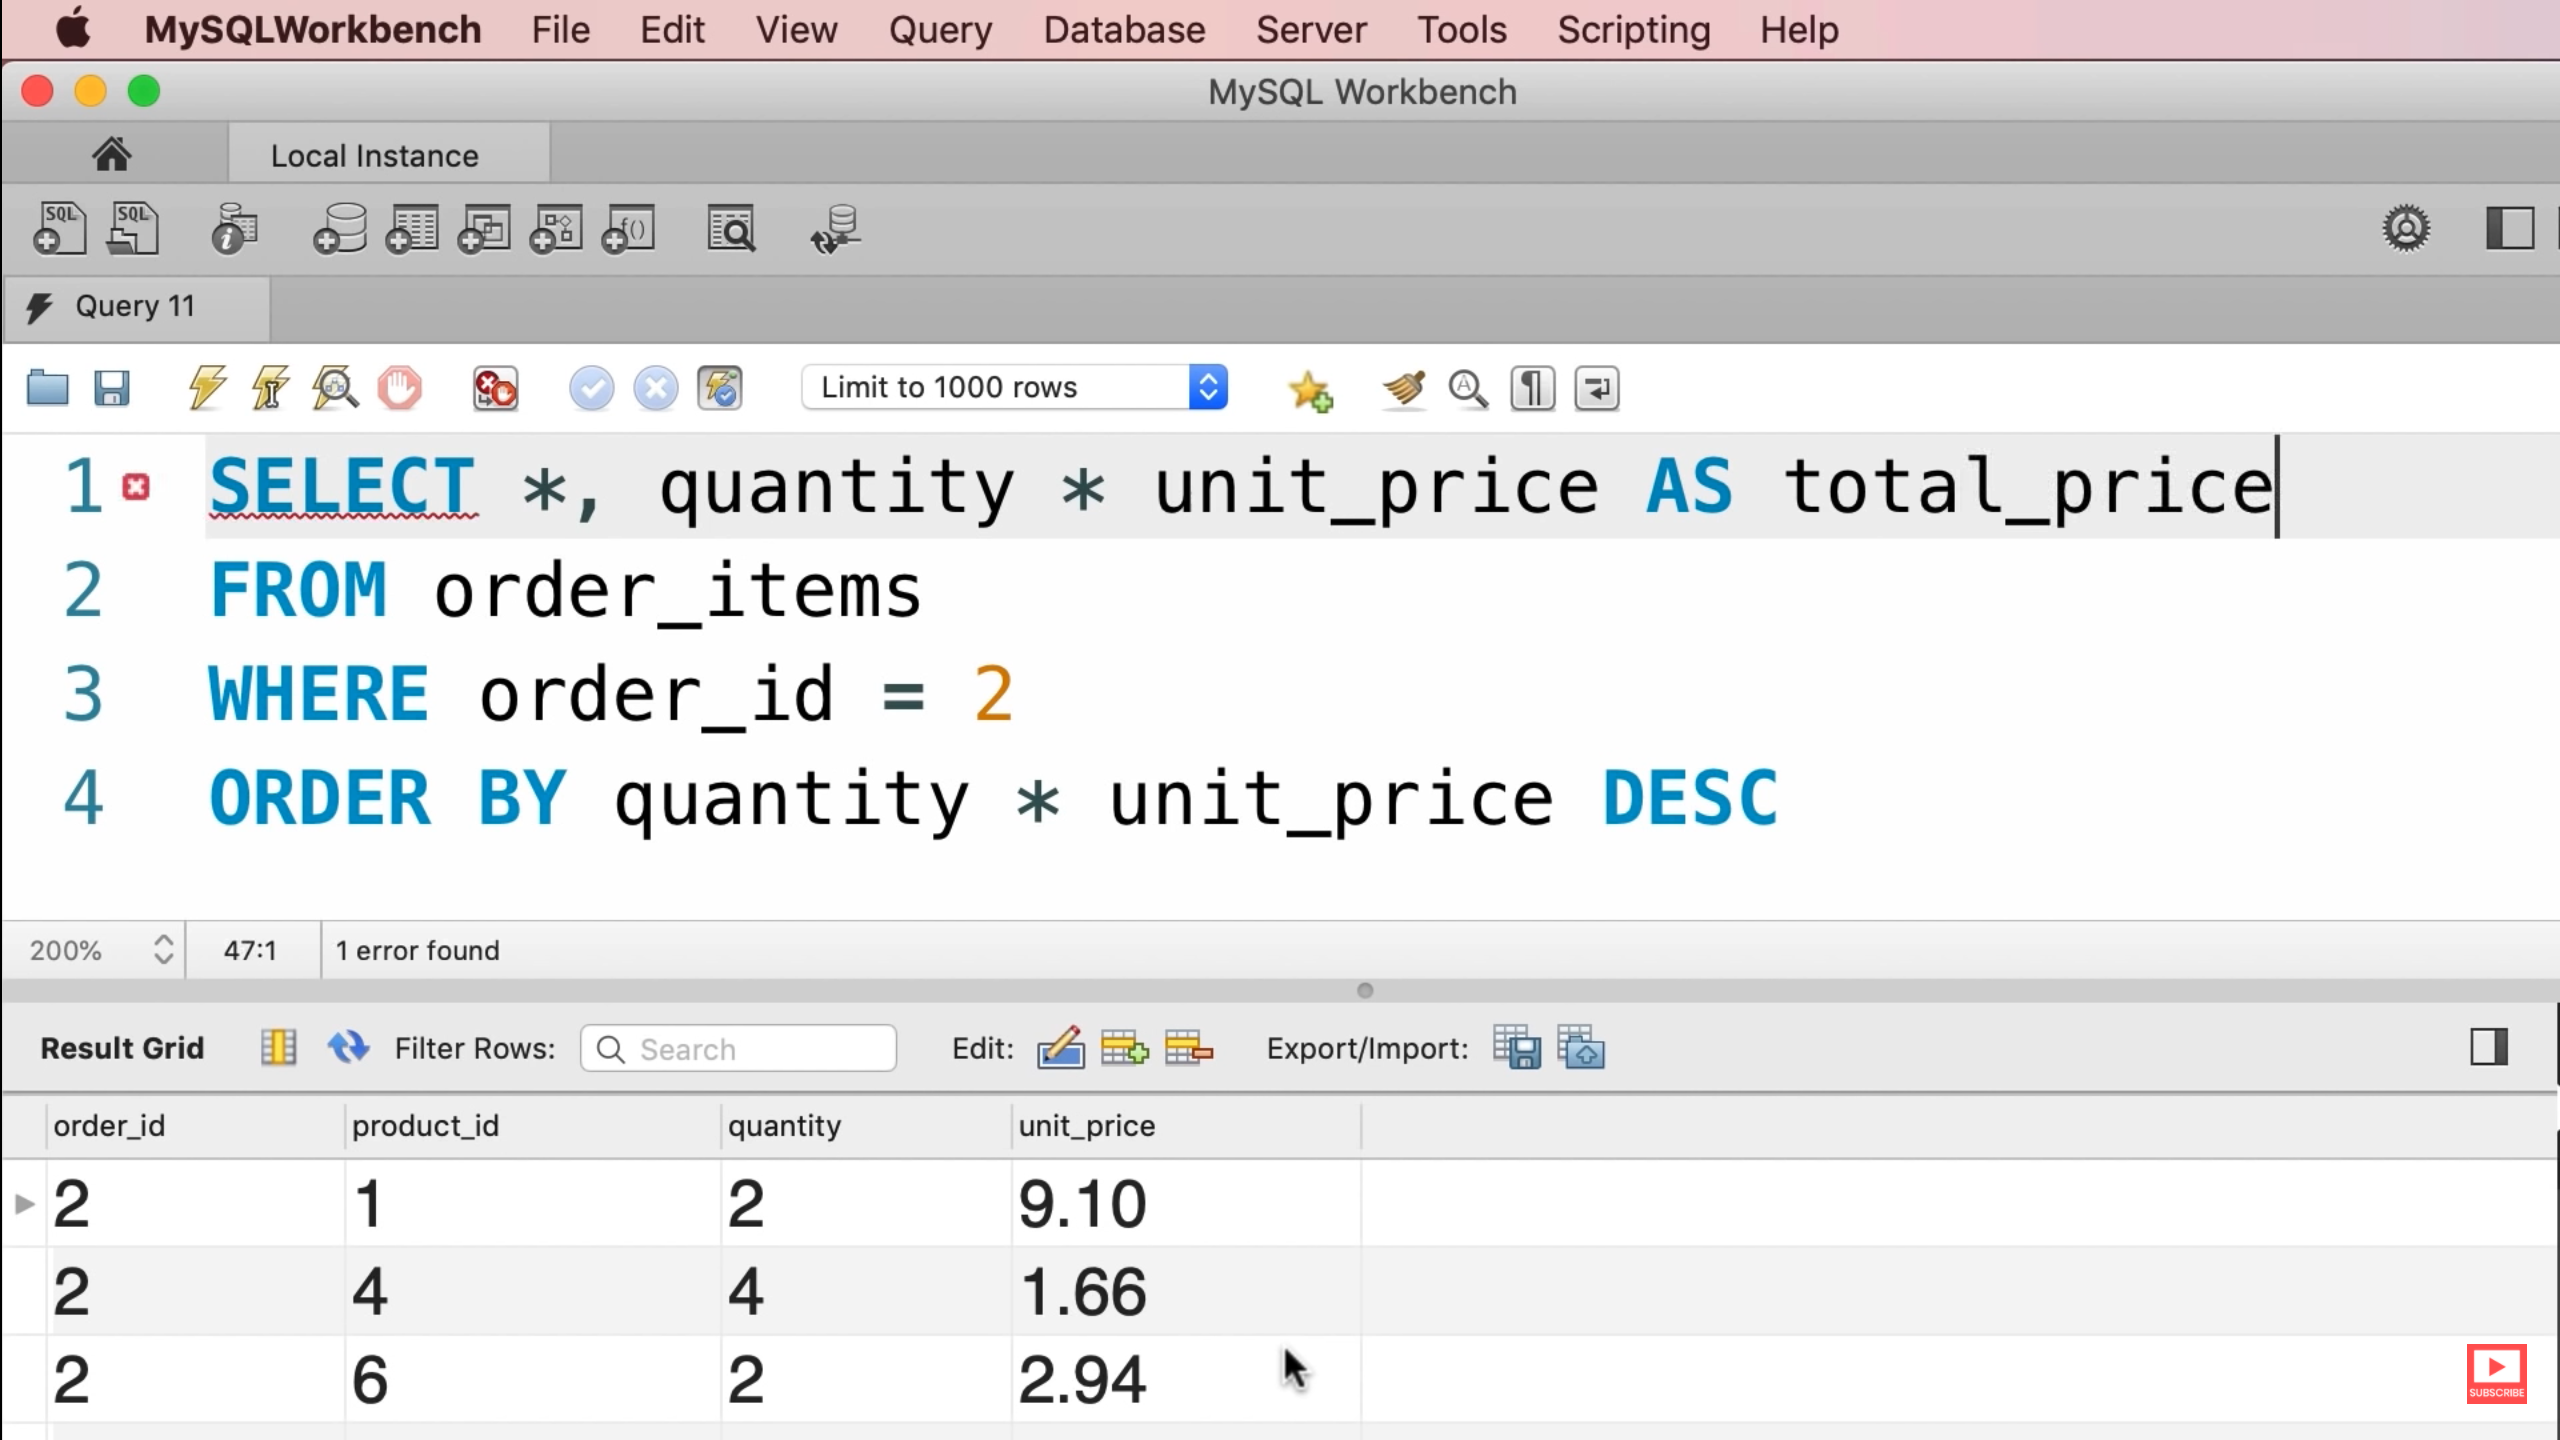 MySQLWorkbench File Edit View Query Database Server Tools Scripting Help
MySQL Workbench
Local Instance
SQL SQL i f()
Query 11
Limit to 1000 rows
1 SELECT *, quantity * unit_price AS total_price
2 FROM order_items
3 WHERE order_id = 2
4 ORDER BY quantity * unit_price DESC
200% 47:1 1 error found
Result Grid Filter Rows: Search Edit: Export/Import:
order_id product_id quantity unit_price
2 1 2 9.10
2 4 4 1.66
2 6 2 2.94
SUBSCRIBE